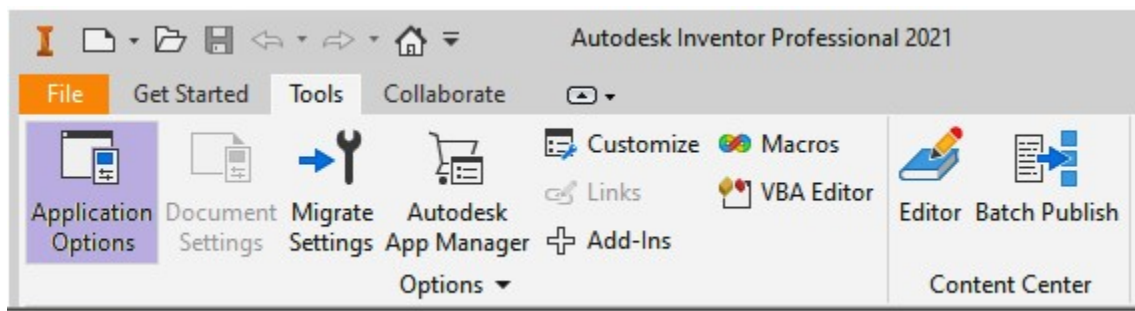 Autodesk Inventor Professional 2021
File Get Started Tools Collaborate
Application Options
Document Settings
Migrate Settings
Autodesk App Manager
Customize
Links
Add-Ins
Macros
VBA Editor
Options
Editor
Batch Publish
Content Center